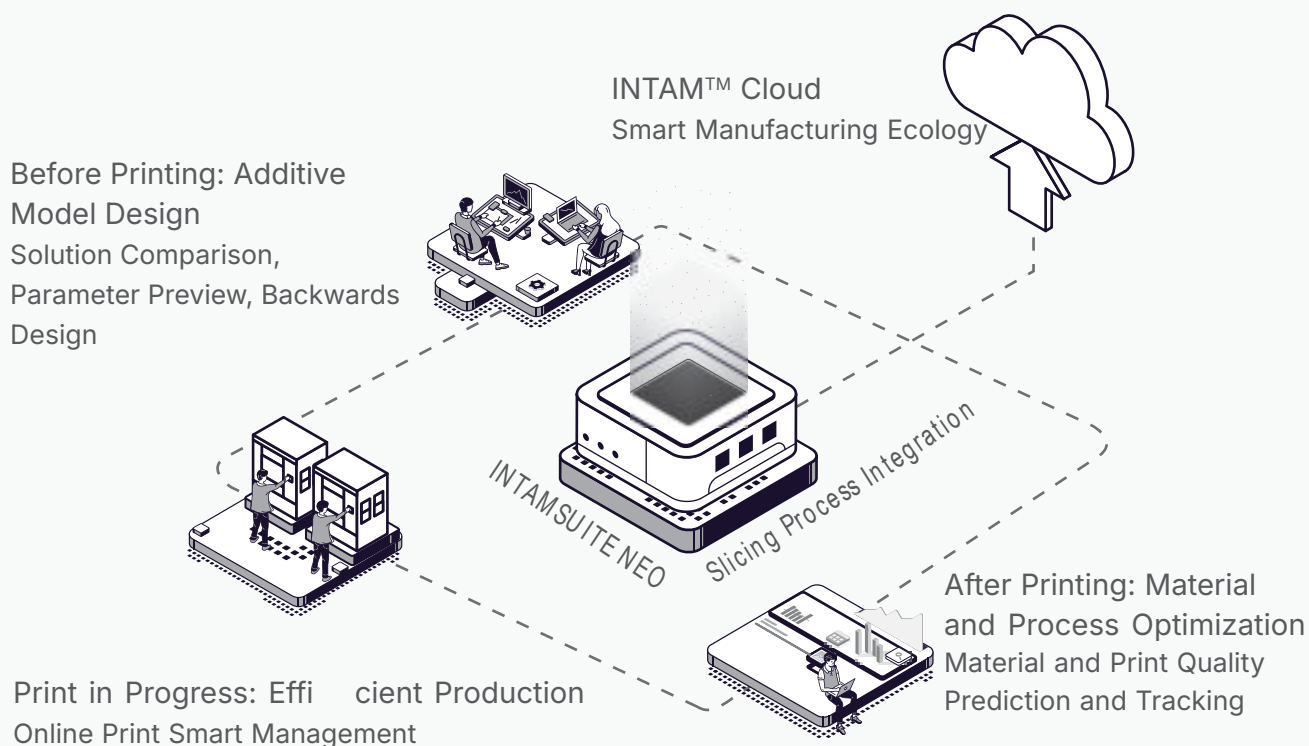 INTAM™ Cloud
Smart Manufacturing Ecology
Before Printing: Additive
Model Design
Solution Comparison,
Parameter Preview, Backwards
Design
INTAMSUITE NEO
Slicing Process Integration
After Printing: Material
and Process Optimization
Material and Print Quality
Prediction and Tracking
Print in Progress: Effi cient Production
Online Print Smart Management